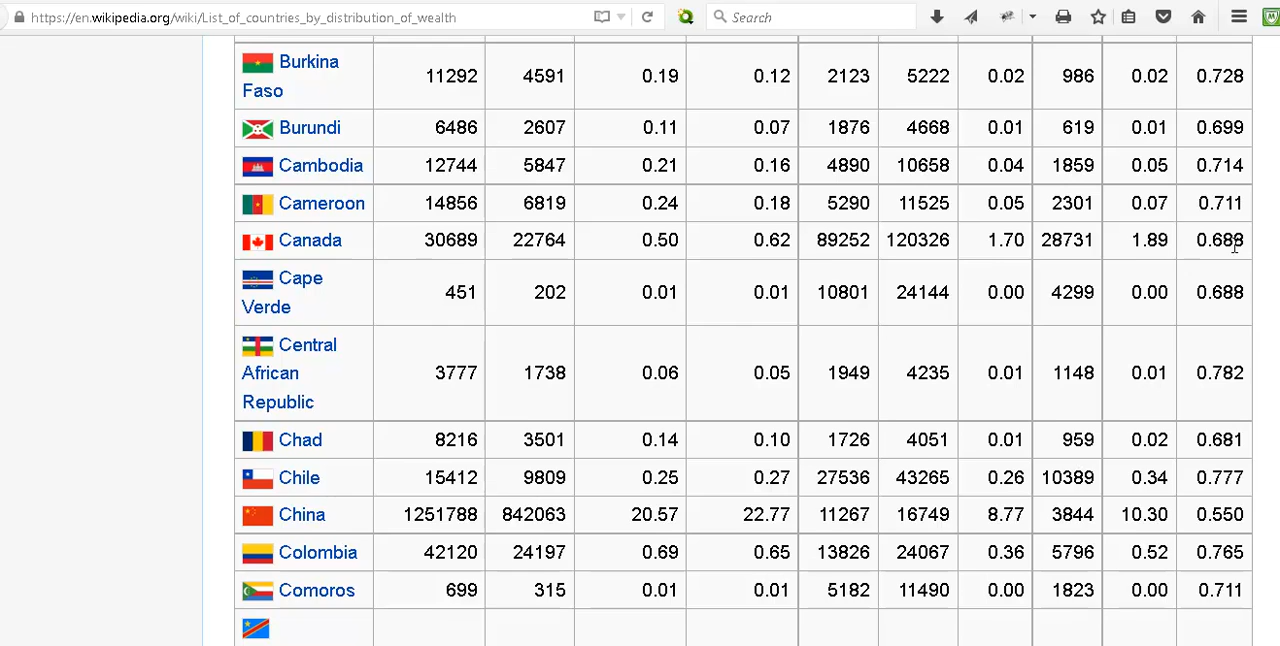 https://en.wikipedia.org/wiki/List_of_countries_by_distribution_of_wealth Search
Burkina Faso 11292 4591 0.19 0.12 2123 5222 0.02 986 0.02 0.728
Burundi 6486 2607 0.11 0.07 1876 4668 0.01 619 0.01 0.699
Cambodia 12744 5847 0.21 0.16 4890 10658 0.04 1859 0.05 0.714
Cameroon 14856 6819 0.24 0.18 5290 11525 0.05 2301 0.07 0.711
Canada 30689 22764 0.50 0.62 89252 120326 1.70 28731 1.89 0.688
Cape Verde 451 202 0.01 0.01 10801 24144 0.00 4299 0.00 0.688
Central African Republic 3777 1738 0.06 0.05 1949 4235 0.01 1148 0.01 0.782
Chad 8216 3501 0.14 0.10 1726 4051 0.01 959 0.02 0.681
Chile 15412 9809 0.25 0.27 27536 43265 0.26 10389 0.34 0.777
China 1251788 842063 20.57 22.77 11267 16749 8.77 3844 10.30 0.550
Colombia 42120 24197 0.69 0.65 13826 24067 0.36 5796 0.52 0.765
Comoros 699 315 0.01 0.01 5182 11490 0.00 1823 0.00 0.711